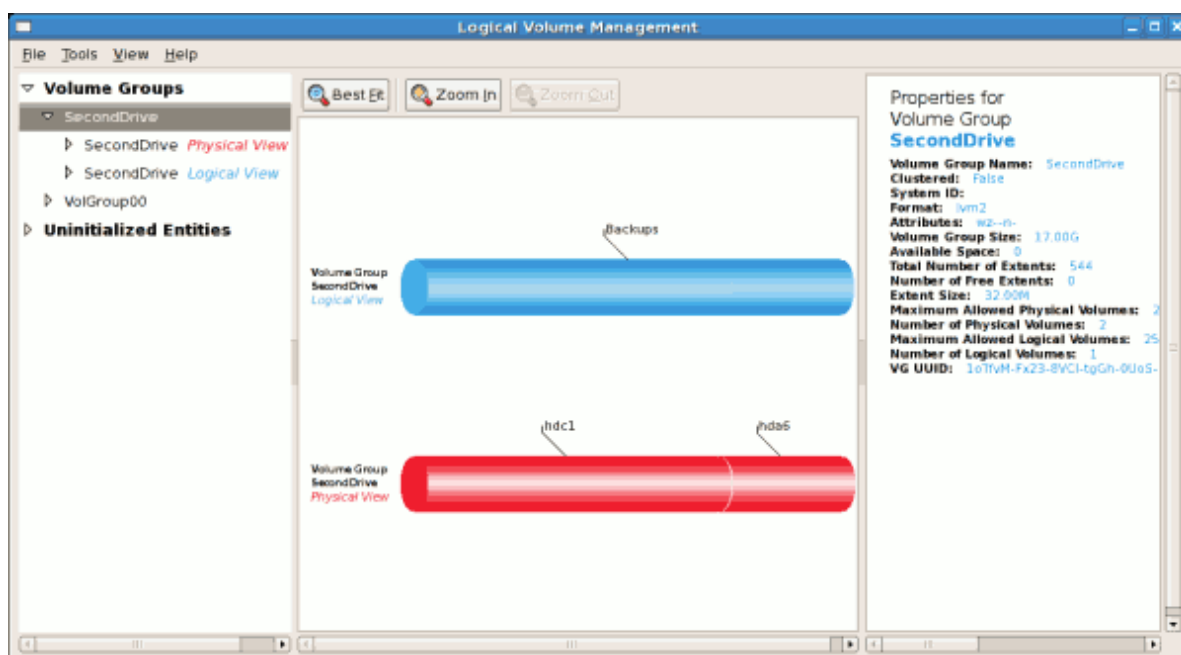 Logical Volume Management
File Tools View Help
Volume Groups
SecondDrive
SecondDrive Physical View
SecondDrive Logical View
VolGroup00
Uninitialized Entities
Best Fit Zoom In Zoom Out
Backups
Volume Group
SecondDrive
Logical View
hdc1 hda6
Volume Group
SecondDrive
Physical View
Properties for
Volume Group
SecondDrive
Volume Group Name: SecondDrive
Clustered: False
System ID:
Format: lvm2
Attributes: wz--n-
Volume Group Size: 17.00G
Available Space: 0
Total Number of Extents: 544
Number of Free Extents: 0
Extent Size: 32.00M
Maximum Allowed Physical Volumes: 2
Number of Physical Volumes: 2
Maximum Allowed Logical Volumes: 25
Number of Logical Volumes: 1
VG UUID: